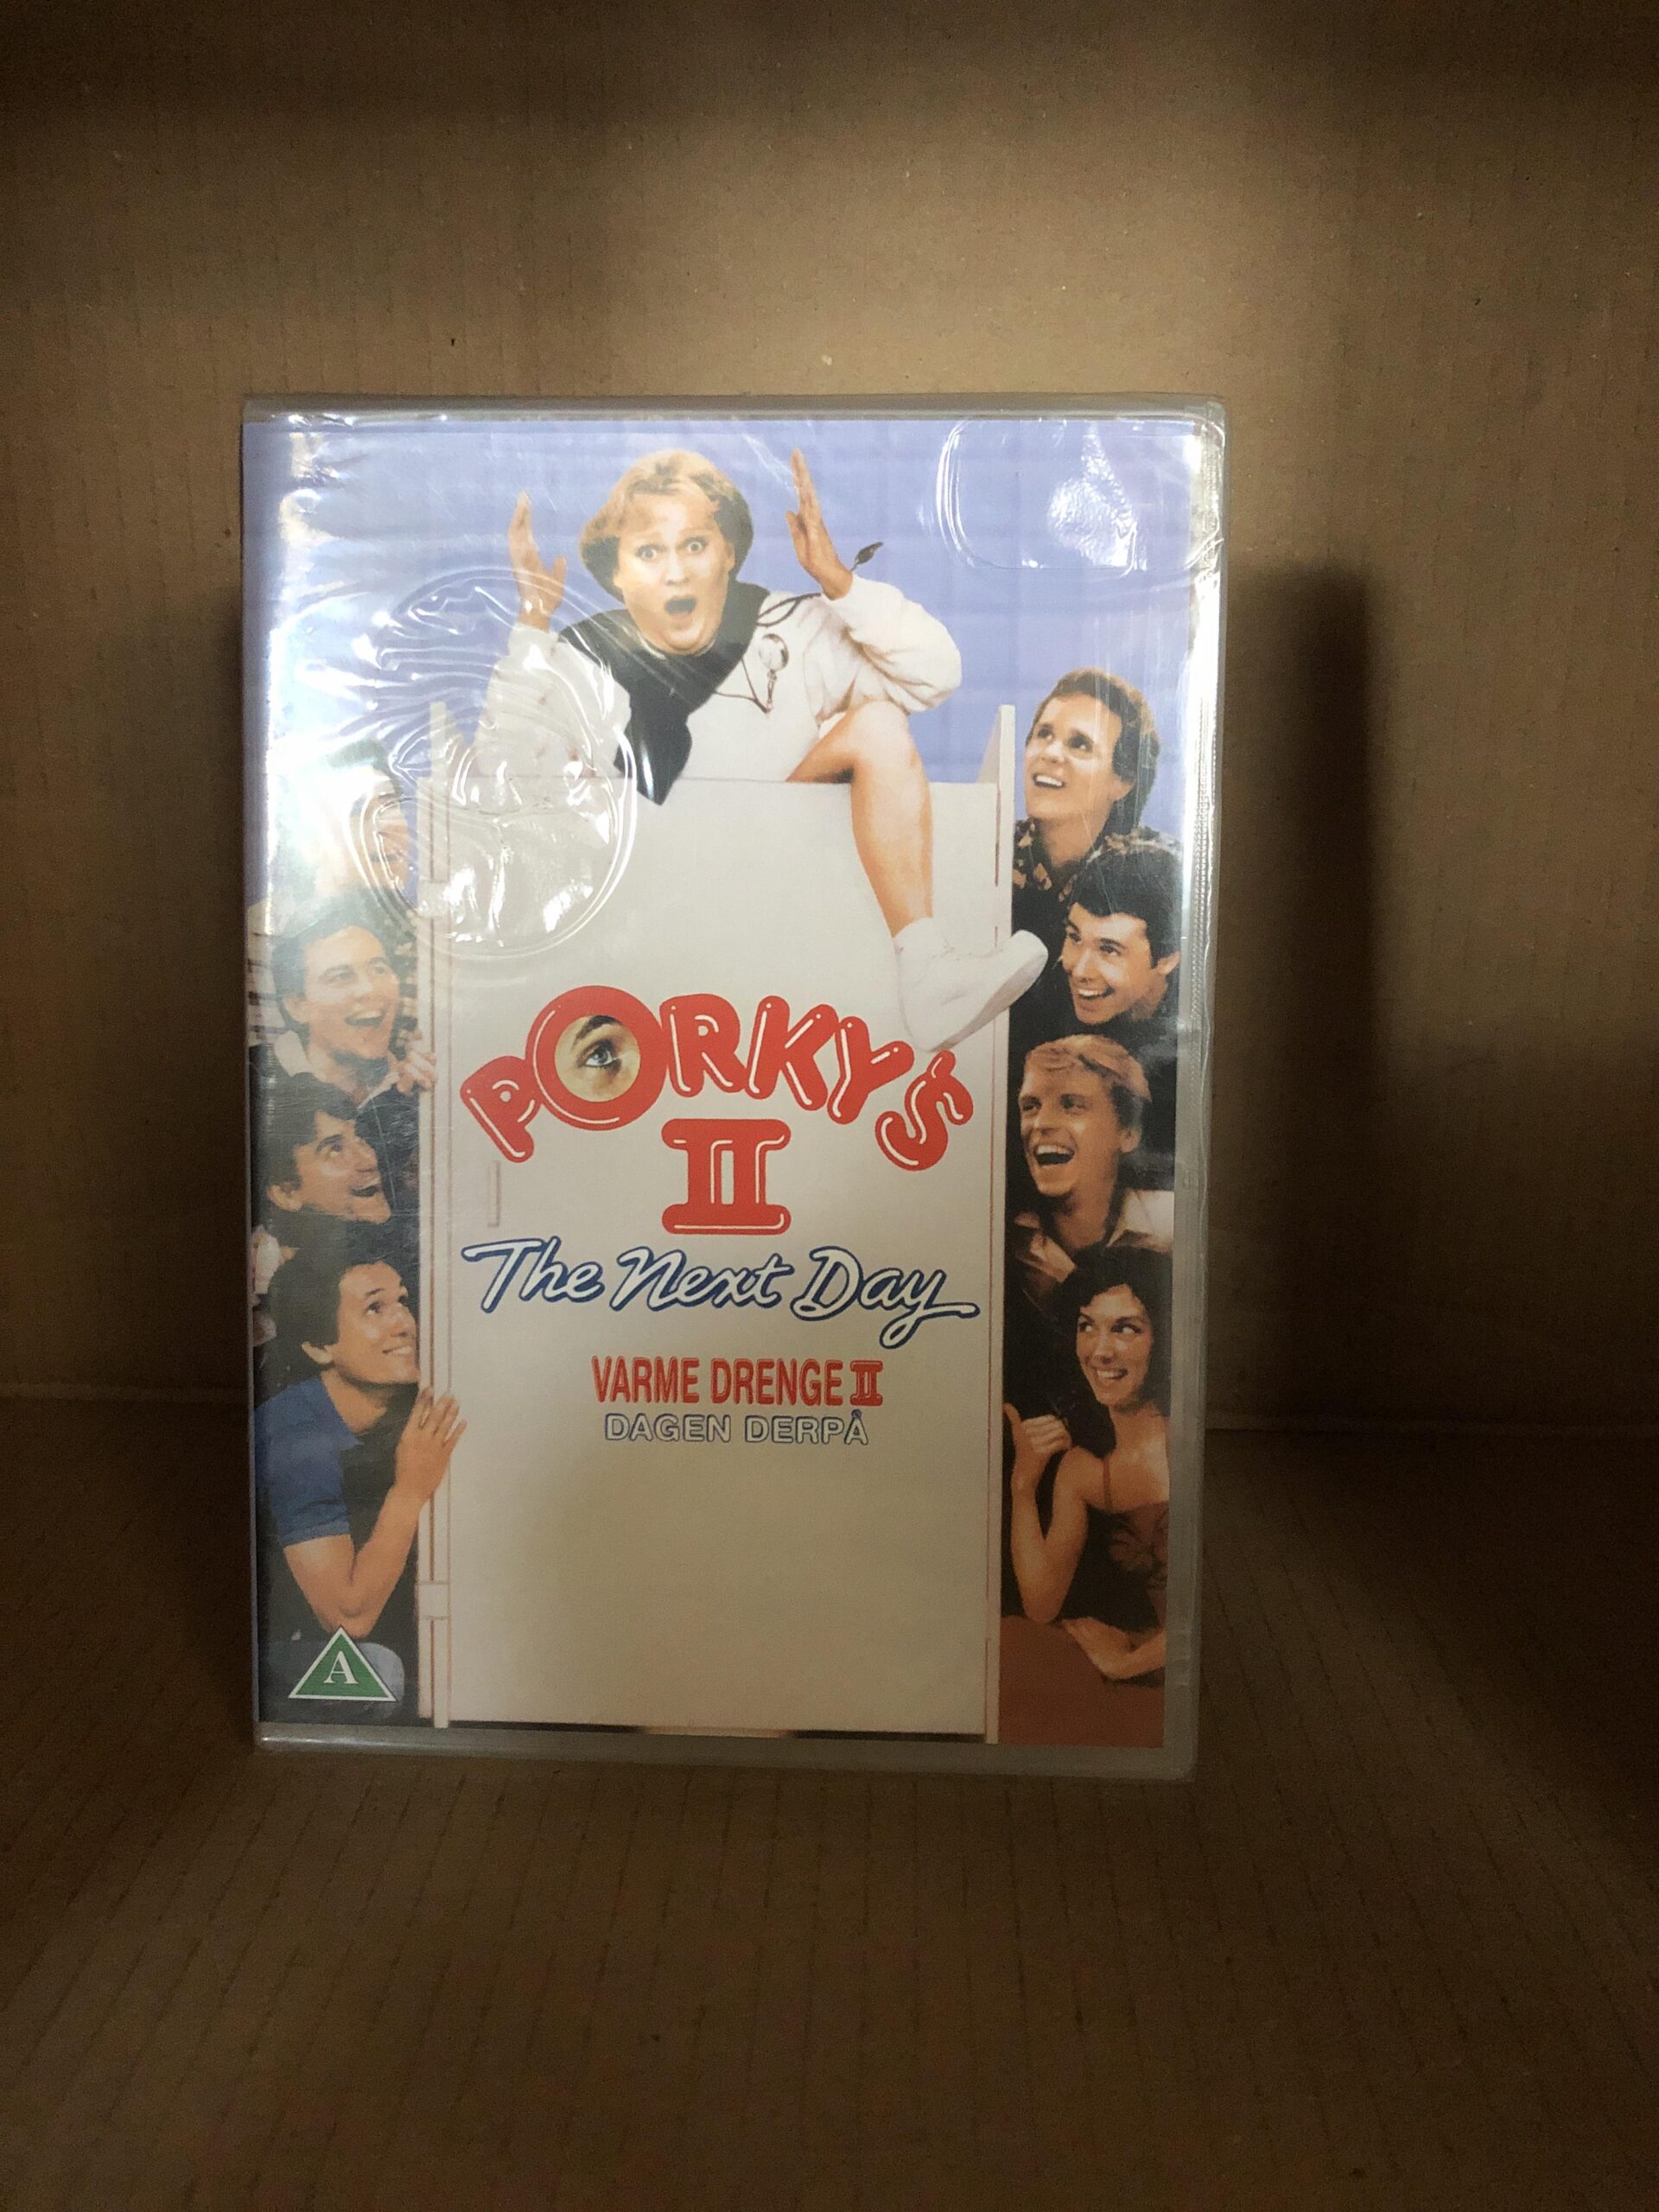 PORKY'S
II
The Next Day
VARME DRENGE II
DAGEN DERPÅ
A